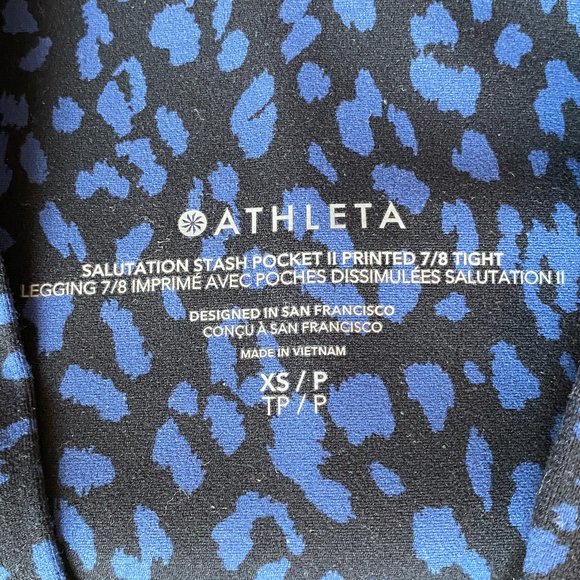 ATHLETA
SALUTATION STASH POCKET II PRINTED 7/8 TIGHT
LEGGING 7/8 IMPRIMÉ AVEC POCHES DISSIMULÉES SALUTATION II
DESIGNED IN SAN FRANCISCO
CONÇU À SAN FRANCISCO
MADE IN VIETNAM
XS / P
TP / P